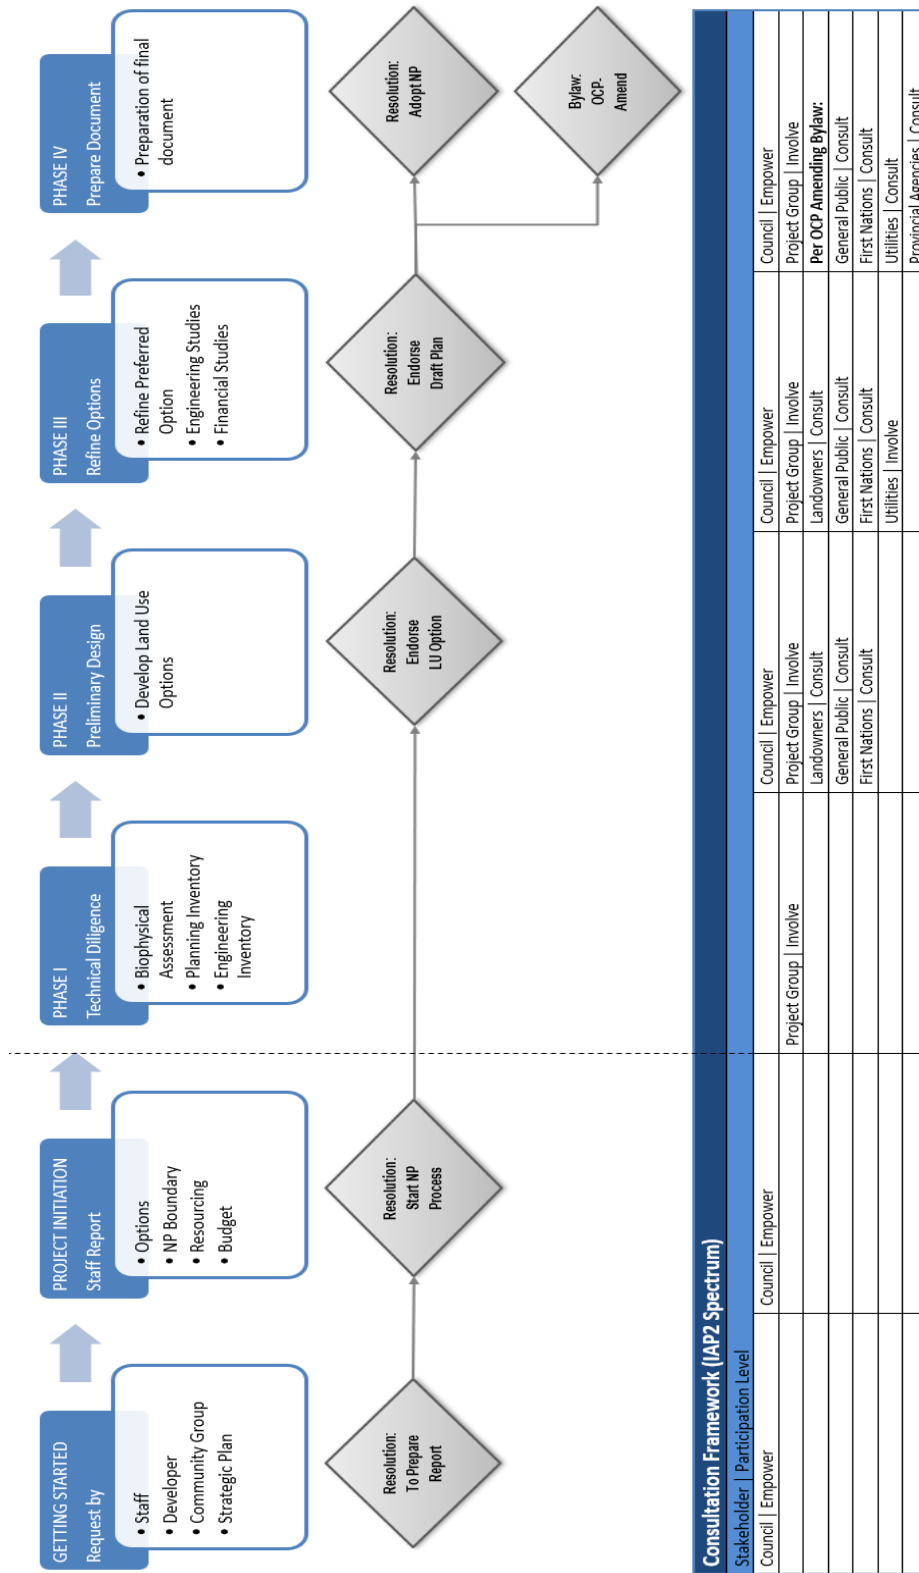 GETTING STARTED
Request by
• Staff
• Developer
• Community Group
• Strategic Plan
PROJECT INITIATION
Staff Report
• Options
• NP Boundary
• Resourcing
• Budget
PHASE I
Technical Diligence
• Biophysical
Assessment
• Planning Inventory
• Engineering
Inventory
PHASE II
Preliminary Design
• Develop Land Use
Options
PHASE III
Refine Options
• Refine Preferred
Option
• Engineering Studies
• Financial Studies
PHASE IV
Prepare Document
• Preparation of final
document
Resolution:
To Prepare
Report
Resolution:
Start NP
Process
Resolution:
Endorse
LU Option
Resolution:
Endorse
Draft Plan
Resolution:
Adopt NP
Bylaw:
OCP-
Amend
Consultation Framework (IAP2 Spectrum)
Stakeholder | Participation Level
Council | Empower
Council | Empower
Project Group | Involve
Council | Empower
Project Group | Involve
Landowners | Consult
General Public | Consult
First Nations | Consult
Council | Empower
Project Group | Involve
Landowners | Consult
General Public | Consult
First Nations | Consult
Utilities | Involve
Council | Empower
Project Group | Involve
Per OCP Amending Bylaw:
General Public | Consult
First Nations | Consult
Utilities | Consult
Provincial Agencies | Consult